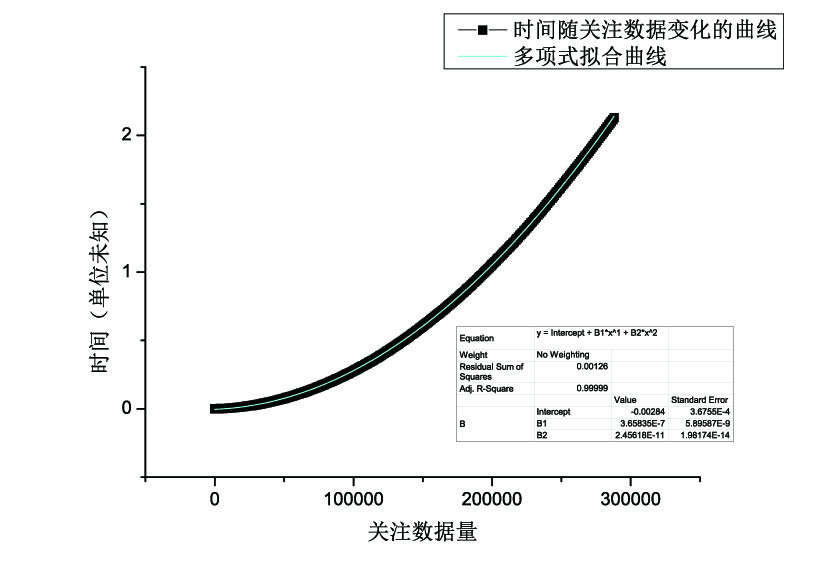 时间随关注数据变化的曲线
多项式拟合曲线
2
1
0
时间（单位未知）
Equation y = Intercept + B1*x^1 + B2*x^2
Weight No Weighting
Residual Sum of Squares 0.00126
Adj. R-Square 0.99999
Value Standard Error
Intercept -0.00284 3.6755E-4
B B1 3.65835E-7 5.89587E-9
B2 2.45618E-11 1.98174E-14
0 100000 200000 300000
关注数据量